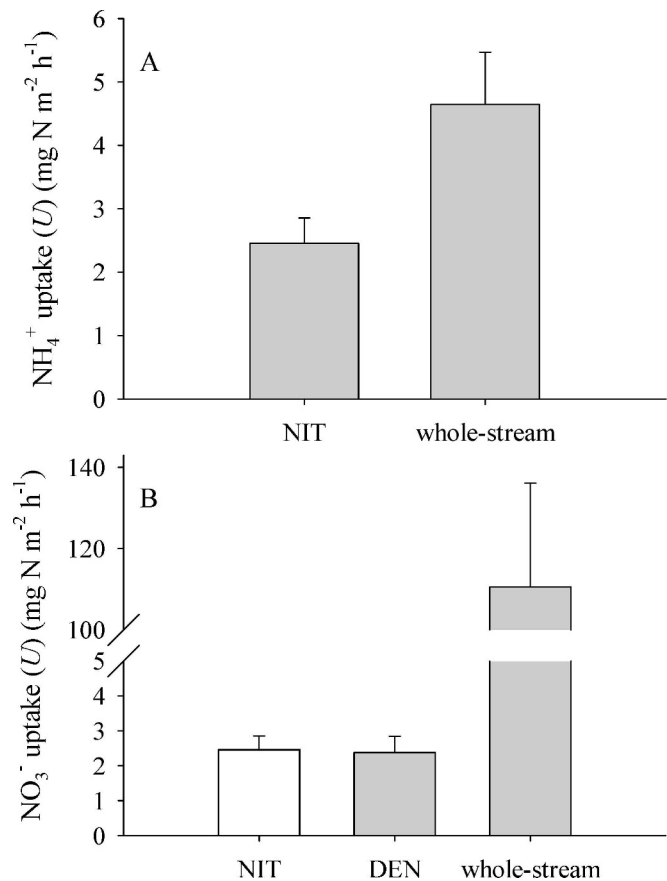 A
NH₄⁺ uptake (U) (mg N m⁻² h⁻¹)
6
5
4
3
2
1
0
NIT whole-stream
B
NO₃⁻ uptake (U) (mg N m⁻² h⁻¹)
140
120
100
5
4
3
2
1
0
NIT DEN whole-stream